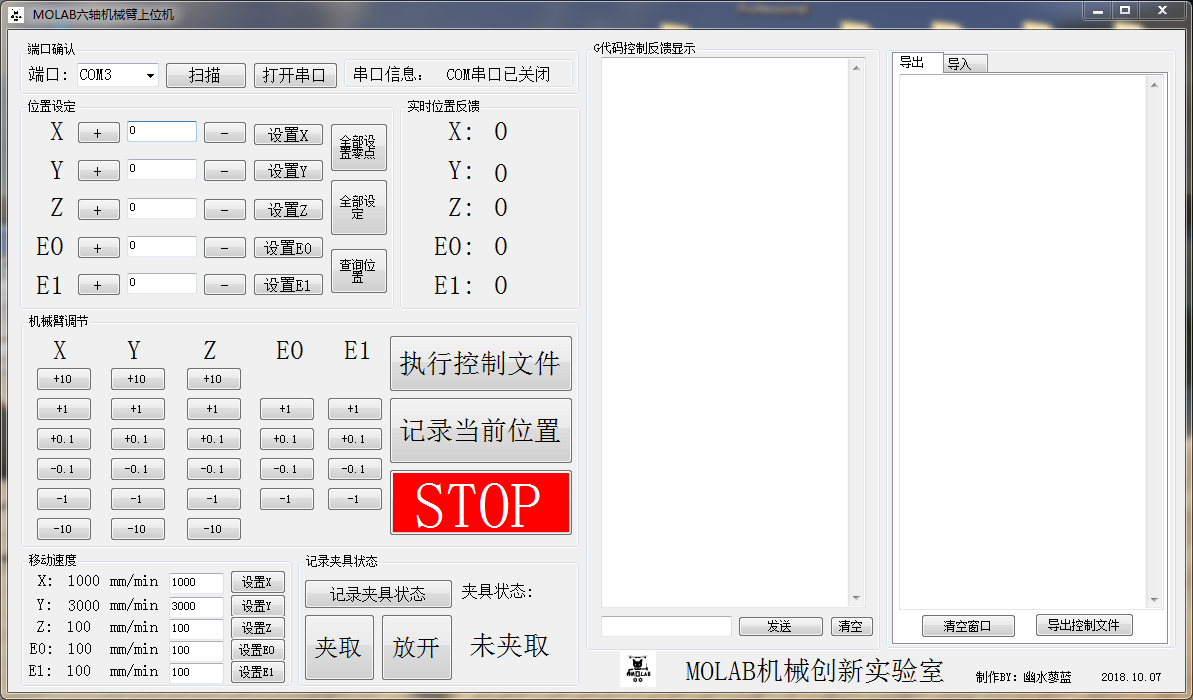 MOLAB六轴机械臂上位机
端口确认
端口: COM3 扫描 打开串口 串口信息: COM串口已关闭
位置设定
X + 0 - 设置X
Y + 0 - 设置Y
Z + 0 - 设置Z
E0 + 0 - 设置E0
E1 + 0 - 设置E1
全部设
置零点
全部设
定
查询位
置
实时位置反馈
X: 0
Y: 0
Z: 0
E0: 0
E1: 0
机械臂调节
X Y Z E0 E1
+10 +10 +10
+1 +1 +1 +1 +1
+0.1 +0.1 +0.1 +0.1 +0.1
-0.1 -0.1 -0.1 -0.1 -0.1
-1 -1 -1 -1 -1
-10 -10 -10
执行控制文件
记录当前位置
STOP
移动速度
X: 1000 mm/min 1000 设置X
Y: 3000 mm/min 3000 设置Y
Z: 100 mm/min 100 设置Z
E0: 100 mm/min 100 设置E0
E1: 100 mm/min 100 设置E1
记录夹具状态
记录夹具状态 夹具状态:
夹取 放开 未夹取
G代码控制反馈显示
发送 清空
导出 导入
清空窗口 导出控制文件
MOLAB机械创新实验室 制作BY: 幽水蓼蓝 2018.10.07